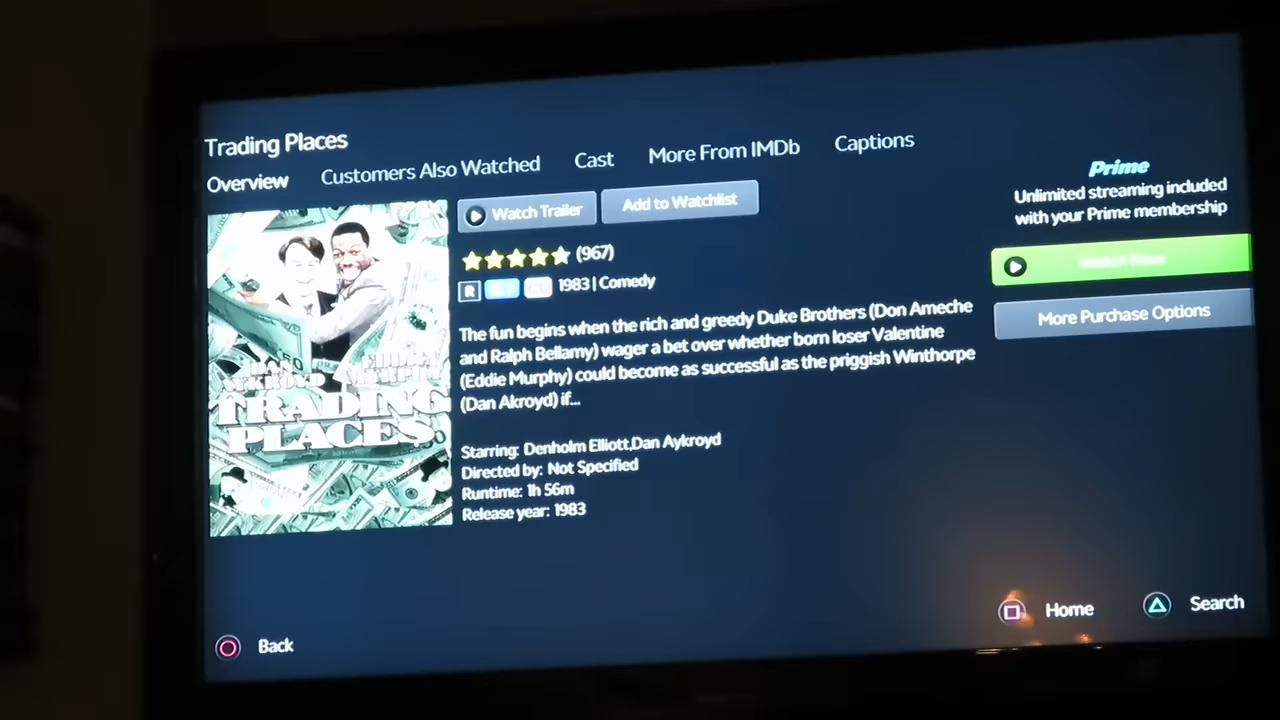 Trading Places
Overview Customers Also Watched Cast More From IMDb Captions
Watch Trailer Add to Watchlist
(967)
R 1983 | Comedy
The fun begins when the rich and greedy Duke Brothers (Don Ameche
and Ralph Bellamy) wager a bet over whether born loser Valentine
(Eddie Murphy) could become as successful as the priggish Winthorpe
(Dan Akroyd) if...
Starring: Denholm Elliott,Dan Aykroyd
Directed by: Not Specified
Runtime: 1h 56m
Release year: 1983
Prime
Unlimited streaming included
with your Prime membership
More Purchase Options
DAN
AYKROYD
EDDIE
MURPHY
TRADING
PLACES
Back
Home
Search